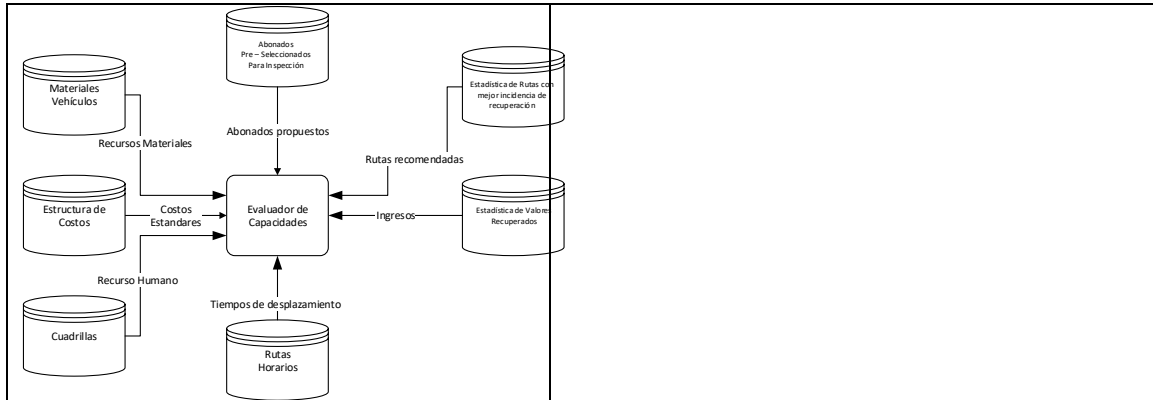 Abonados
Pre – Seleccionados
Para Inspección
Materiales
Vehículos
Estadística de Rutas con
mejor incidencia de
recuperación
Recursos Materiales
Abonados propuestos
Rutas recomendadas
Estructura de
Costos
Costos
Estandares
Evaluador de
Capacidades
Ingresos
Estadística de Valores
Recuperados
Recurso Humano
Tiempos de desplazamiento
Cuadrillas
Rutas
Horarios